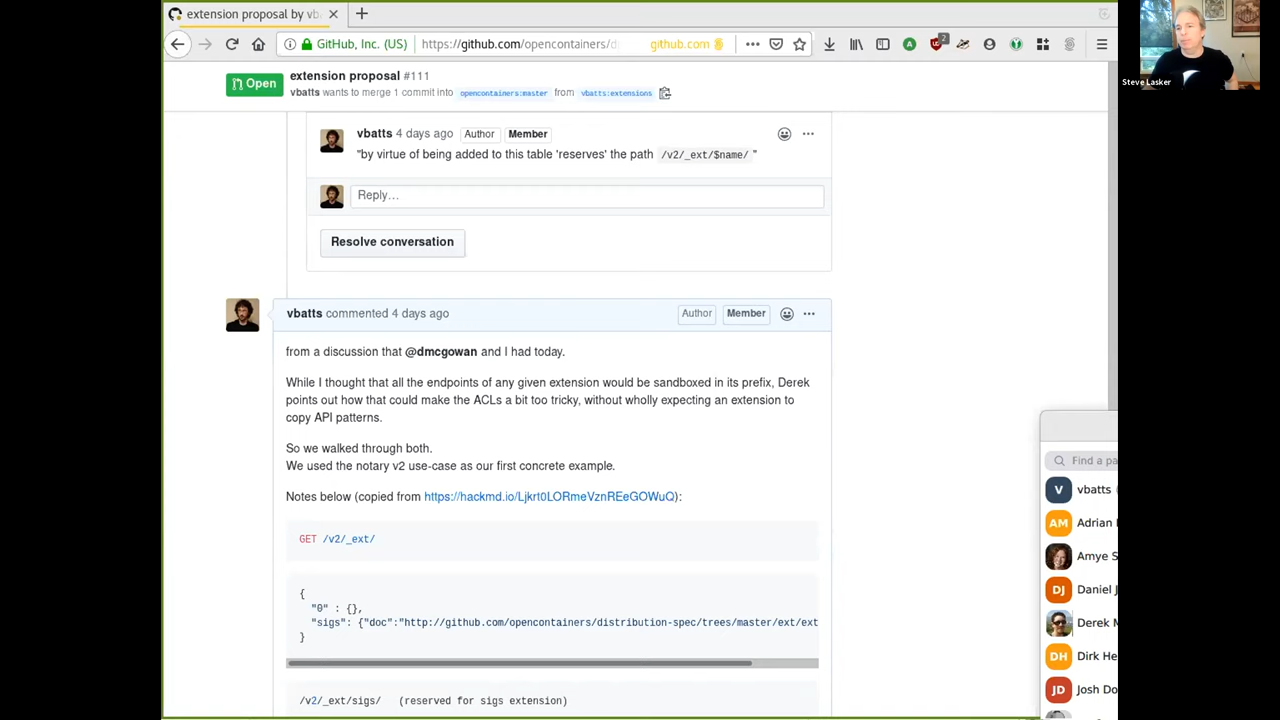 extension proposal by vb
GitHub, Inc. (US)
https://github.com/opencontainers/d
github.com
2
Open
extension proposal #111
vbatts wants to merge 1 commit into opencontainers:master from vbatts:extensions
vbatts 4 days ago Author Member
"by virtue of being added to this table 'reserves' the path /v2/_ext/$name/ "
Reply…
Resolve conversation
vbatts commented 4 days ago Author Member
from a discussion that @dmcgowan and I had today.
While I thought that all the endpoints of any given extension would be sandboxed in its prefix, Derek
points out how that could make the ACLs a bit too tricky, without wholly expecting an extension to
copy API patterns.
So we walked through both.
We used the notary v2 use-case as our first concrete example.
Notes below (copied from https://hackmd.io/Ljkrt0LORmeVznREeGOWuQ):
GET /v2/_ext/
{
"0" : {},
"sigs": {"doc":"http://github.com/opencontainers/distribution-spec/trees/master/ext/ext
}
/v2/_ext/sigs/ (reserved for sigs extension)
Steve Lasker
Find a pa
V vbatts
AM Adrian
Amye S
DJ Daniel J
Derek M
DH Dirk He
JD Josh Do